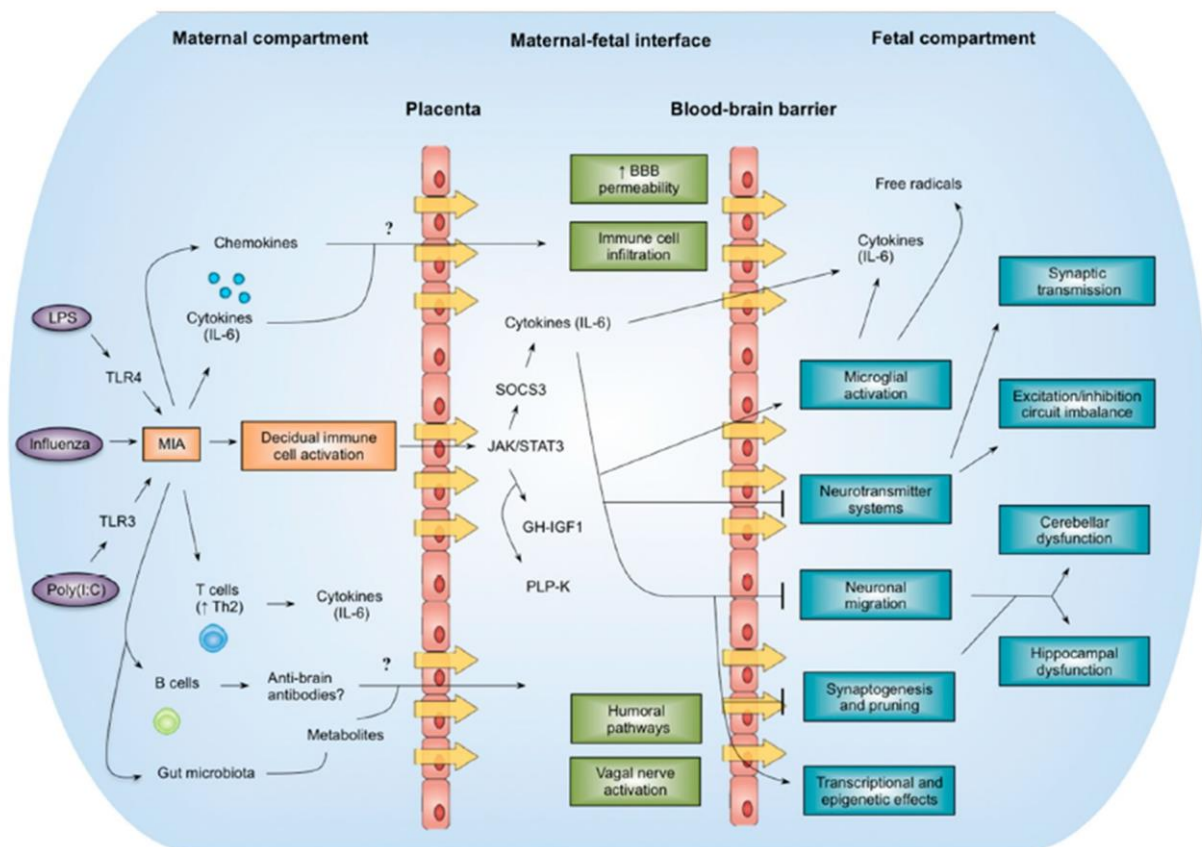 Maternal compartment
Maternal-fetal interface
Fetal compartment
Placenta
Blood-brain barrier
↑ BBB
permeability
Immune cell
infiltration
Free radicals
Cytokines
(IL-6)
?
Chemokines
Cytokines
(IL-6)
LPS
TLR4
Influenza
MIA
Decidual immune
cell activation
TLR3
Poly(I:C)
T cells
(↑ Th2)
Cytokines
(IL-6)
?
B cells
Anti-brain
antibodies?
Metabolites
Gut microbiota
Cytokines (IL-6)
SOCS3
JAK/STAT3
GH-IGF1
PLP-K
Humoral
pathways
Vagal nerve
activation
Microglial
activation
Neurotransmitter
systems
Neuronal
migration
Synaptogenesis
and pruning
Transcriptional and
epigenetic effects
Synaptic
transmission
Excitation/inhibition
circuit imbalance
Cerebellar
dysfunction
Hippocampal
dysfunction